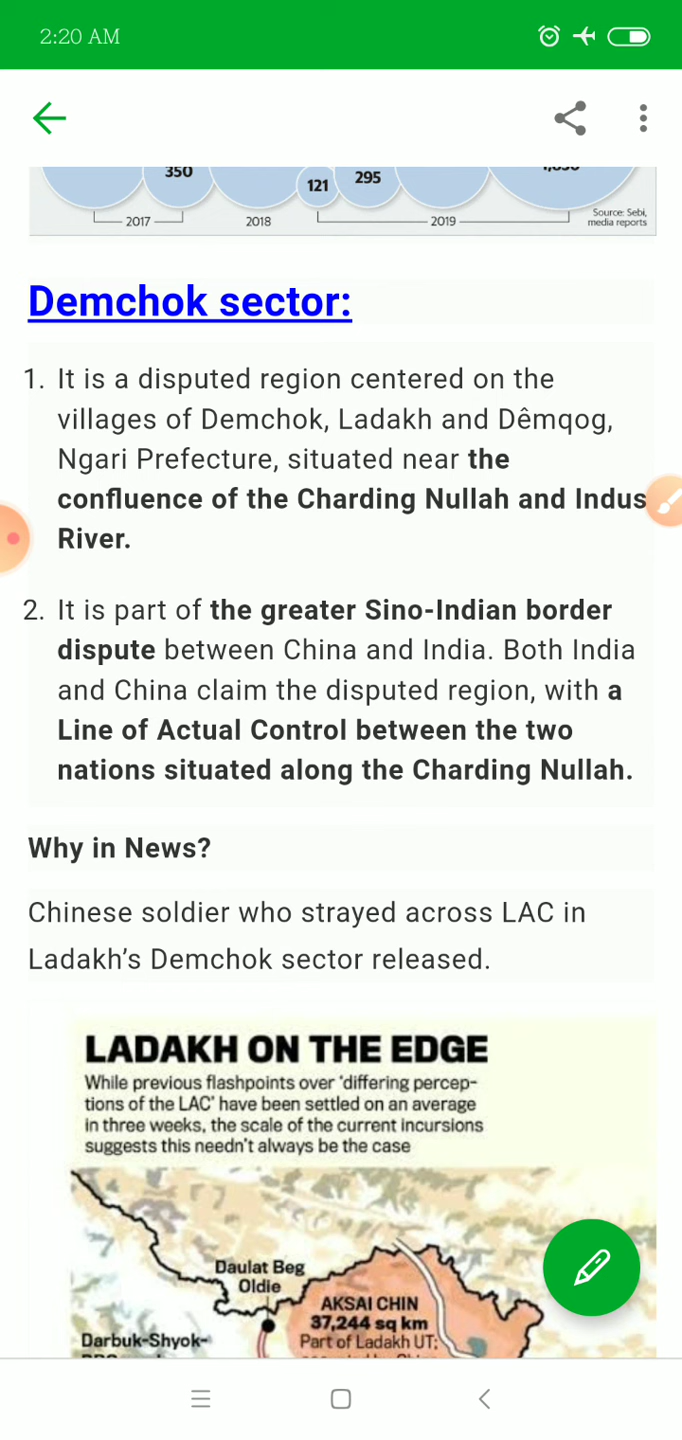 2:20 AM
350
121
295
2017
2018
2019
Source: Sebi,
media reports
Demchok sector:
1. It is a disputed region centered on the
villages of Demchok, Ladakh and Dêmqog,
Ngari Prefecture, situated near the
confluence of the Charding Nullah and Indus
River.
2. It is part of the greater Sino-Indian border
dispute between China and India. Both India
and China claim the disputed region, with a
Line of Actual Control between the two
nations situated along the Charding Nullah.
Why in News?
Chinese soldier who strayed across LAC in
Ladakh’s Demchok sector released.
LADAKH ON THE EDGE
While previous flashpoints over ‘differing percep-
tions of the LAC’ have been settled on an average
in three weeks, the scale of the current incursions
suggests this needn’t always be the case
Daulat Beg
Oldie
AKSAI CHIN
37,244 sq km
Part of Ladakh UT;
Darbuk-Shyok-